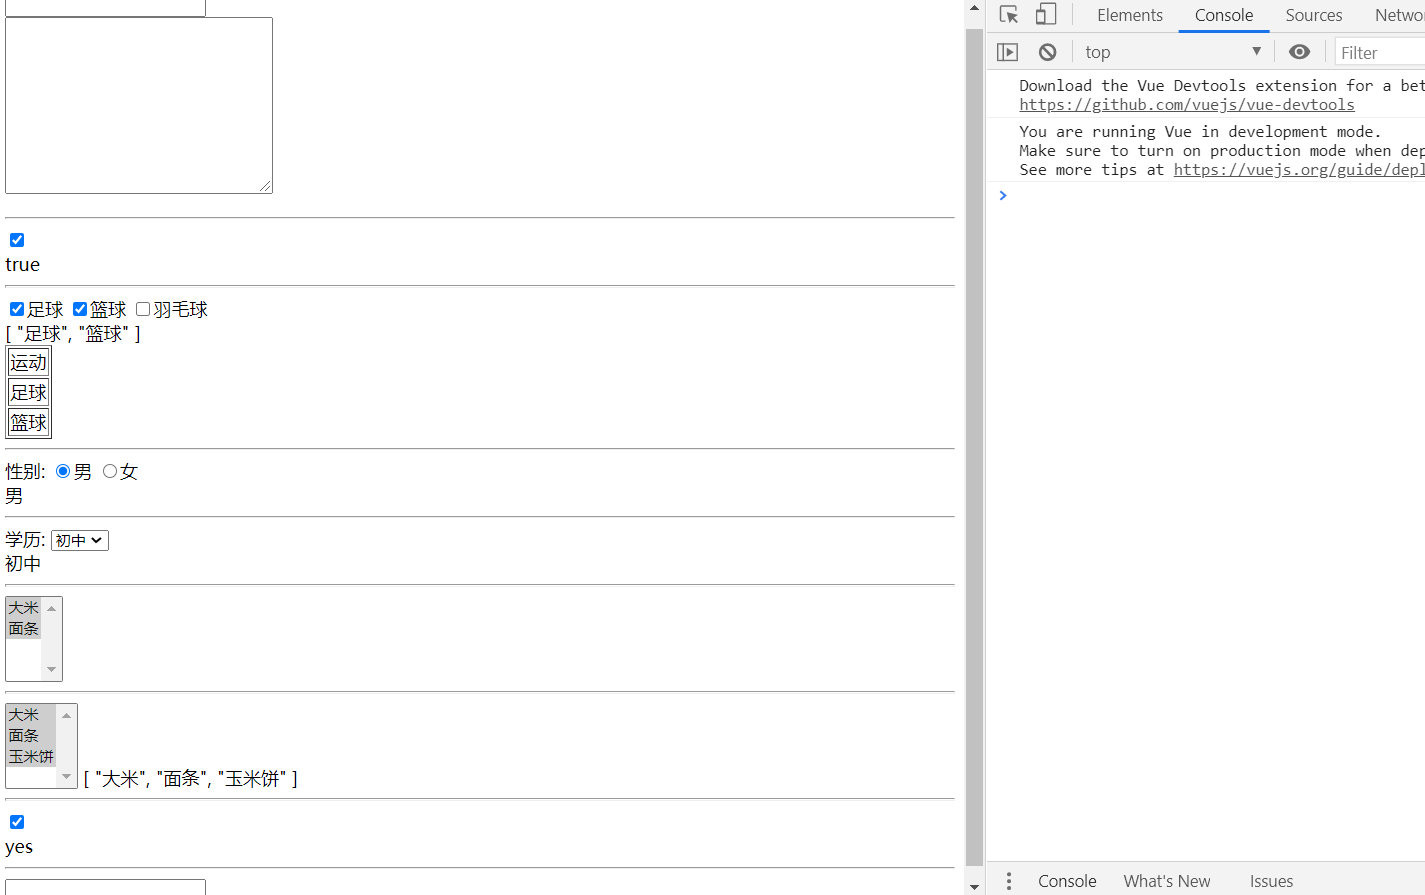 true
足球 篮球 羽毛球
[ "足球", "篮球" ]
运动
足球
篮球
性别: 男 女
男
学历: 初中
初中
大米
面条
大米
面条
玉米饼
[ "大米", "面条", "玉米饼" ]
yes
Elements Console Sources Netwo
top Filter
Download the Vue Devtools extension for a bet
https://github.com/vuejs/vue-devtools
You are running Vue in development mode.
Make sure to turn on production mode when dep
See more tips at https://vuejs.org/guide/depl
Console What's New Issues